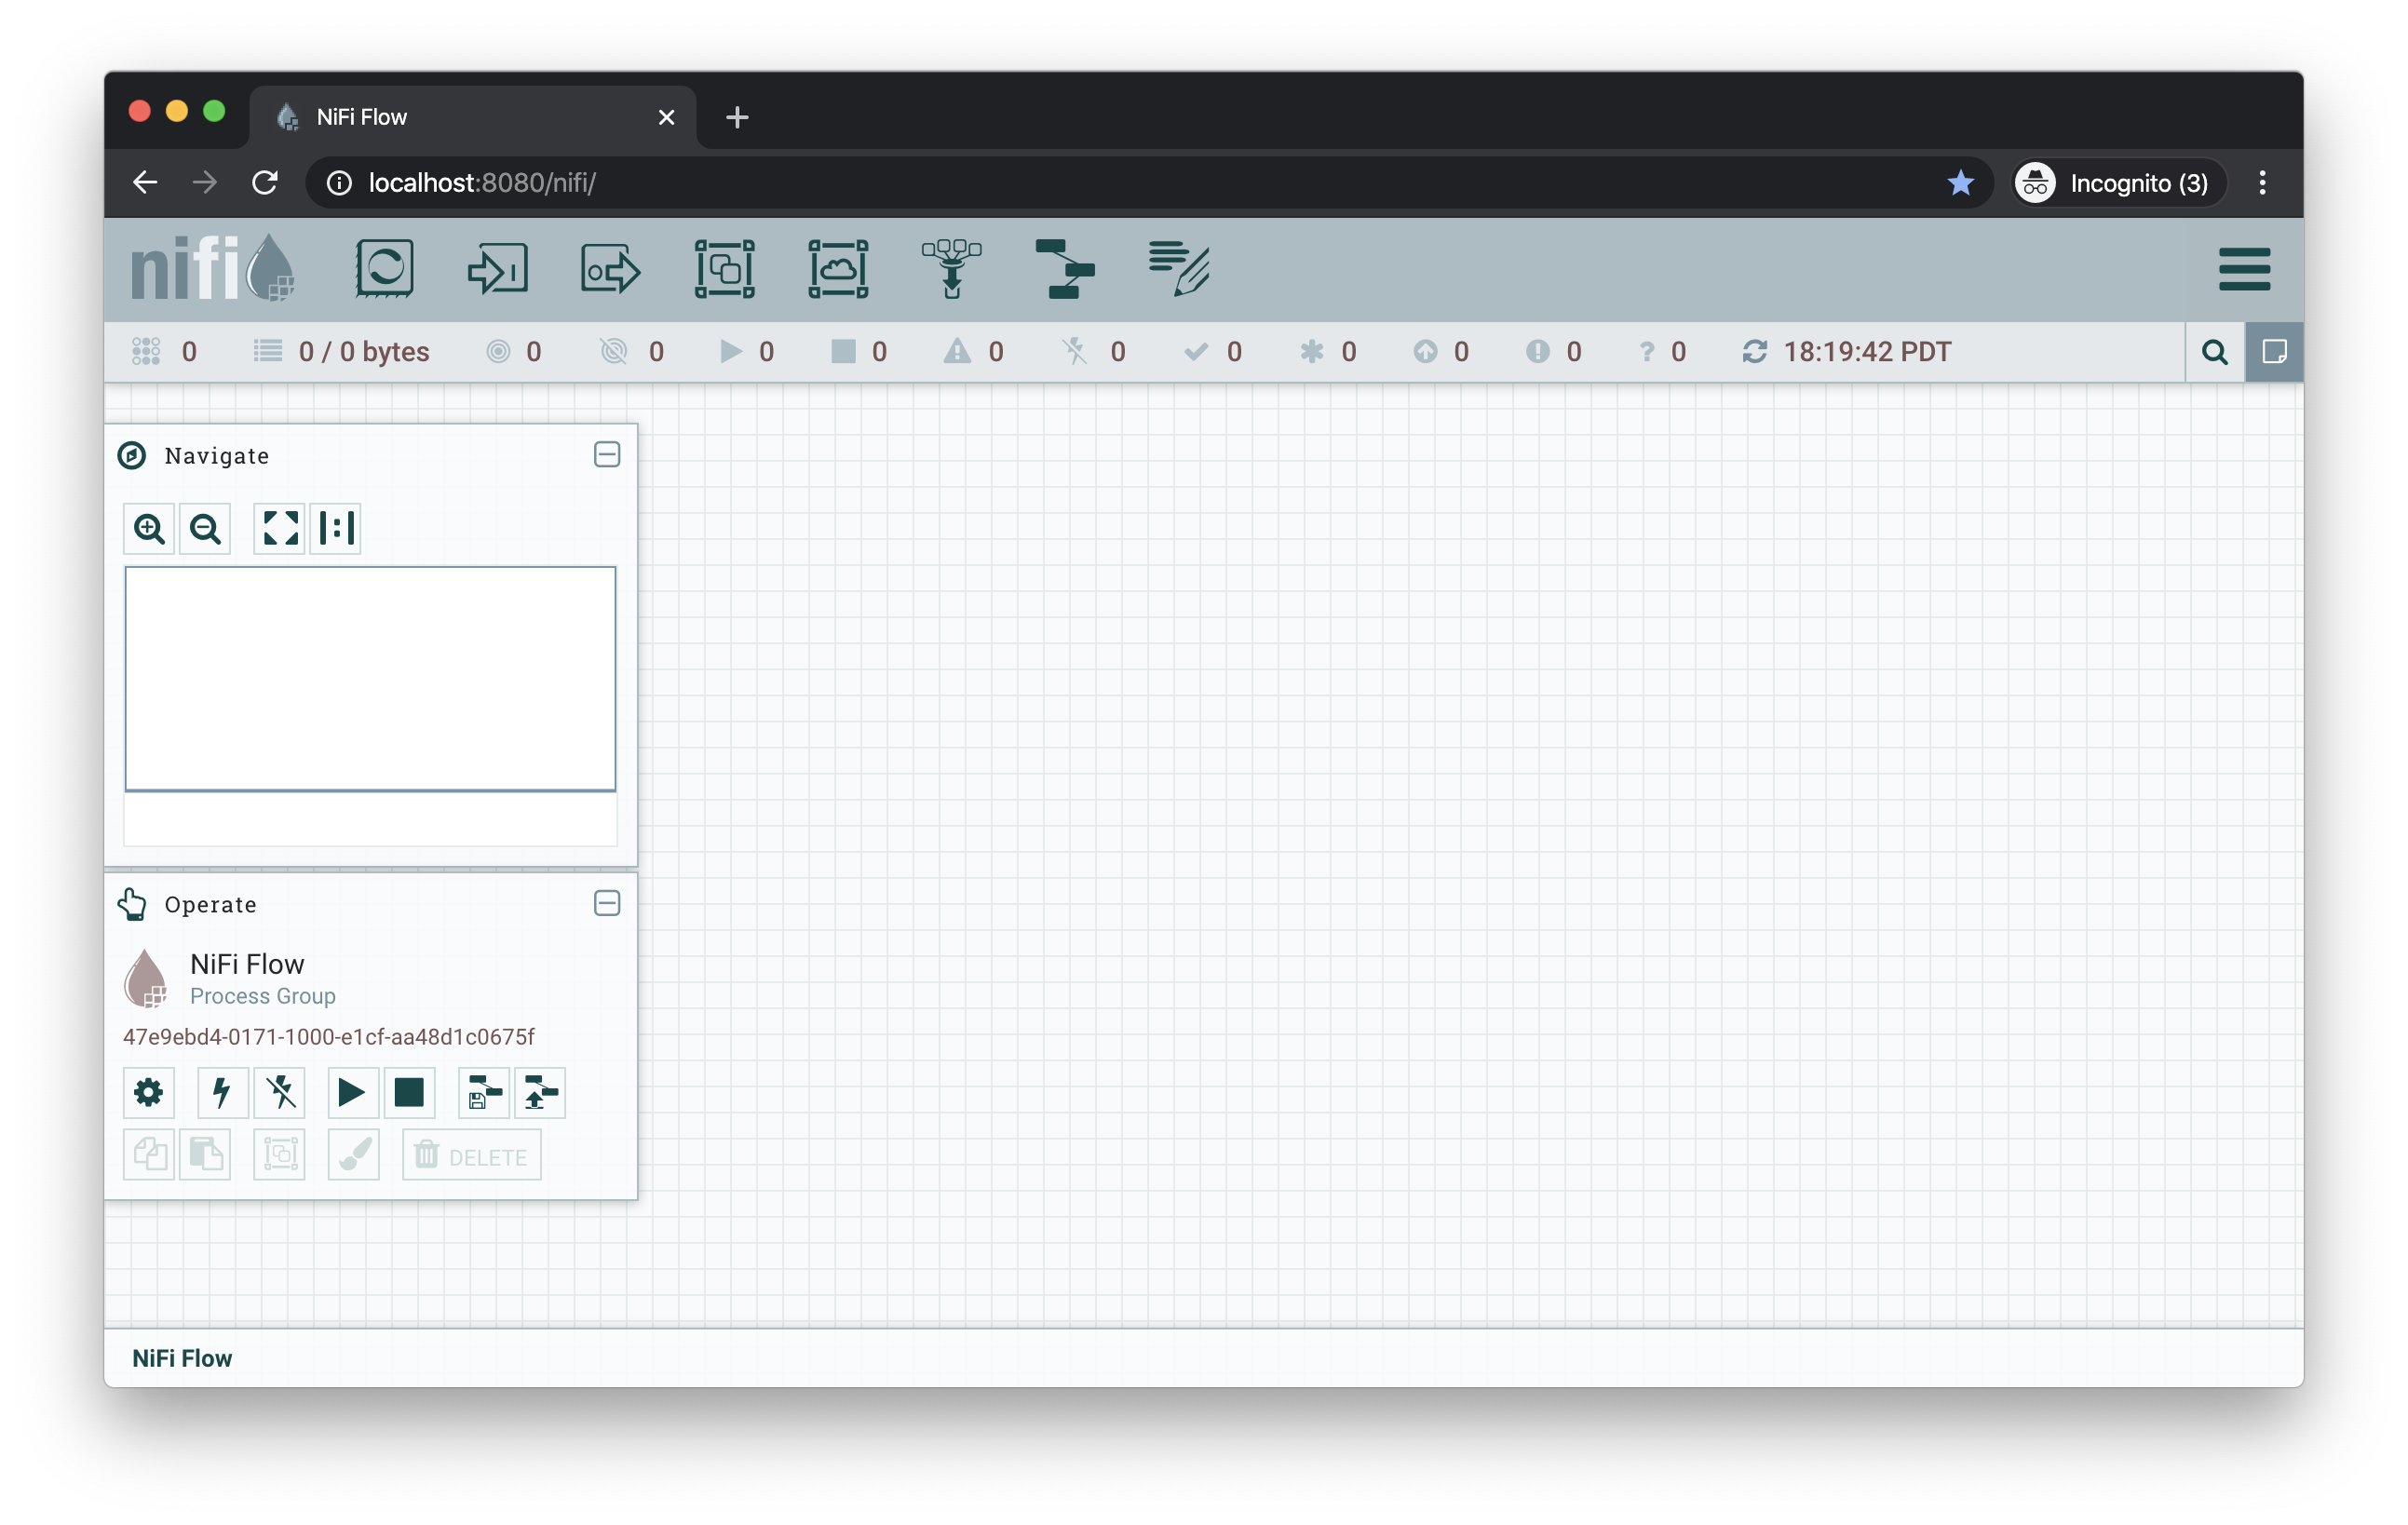 NiFi Flow
localhost:8080/nifi/
Incognito (3)
nifi
0
0 / 0 bytes
0
0
0
0
0
0
0
0
0
0
0
18:19:42 PDT
Navigate
Operate
NiFi Flow
Process Group
47e9ebd4-0171-1000-e1cf-aa48d1c0675f
DELETE
NiFi Flow